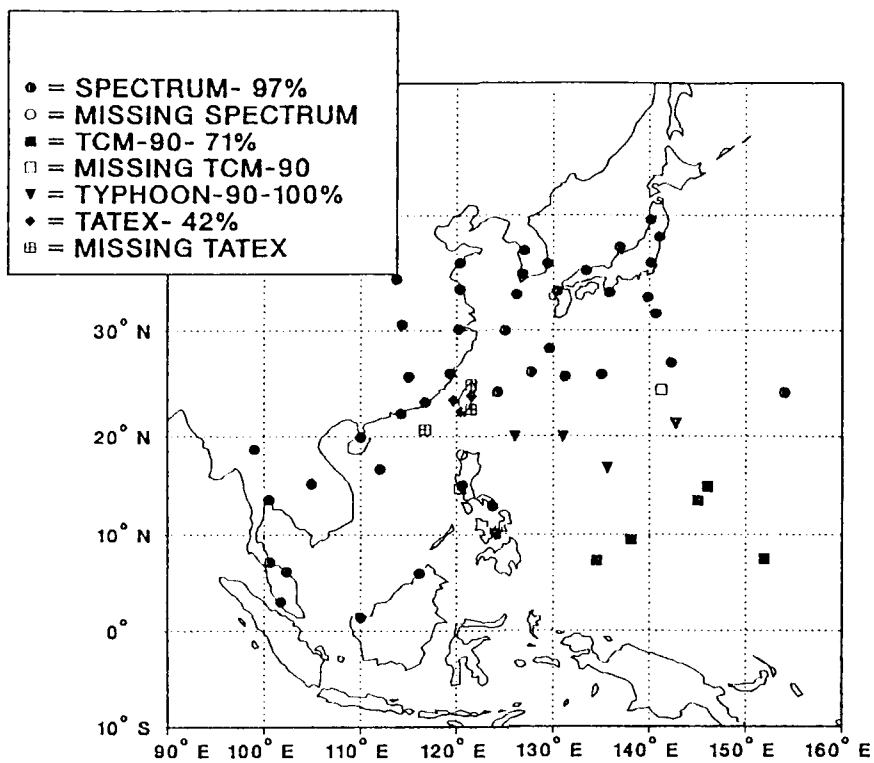 ● = SPECTRUM- 97%
○ = MISSING SPECTRUM
■ = TCM-90- 71%
□ = MISSING TCM-90
▼ = TYPHOON-90-100%
◆ = TATEX- 42%
⊞ = MISSING TATEX
30° N
20° N
10° N
0°
10° S
90° E 100° E 110° E 120° E 130° E 140° E 150° E 160° E